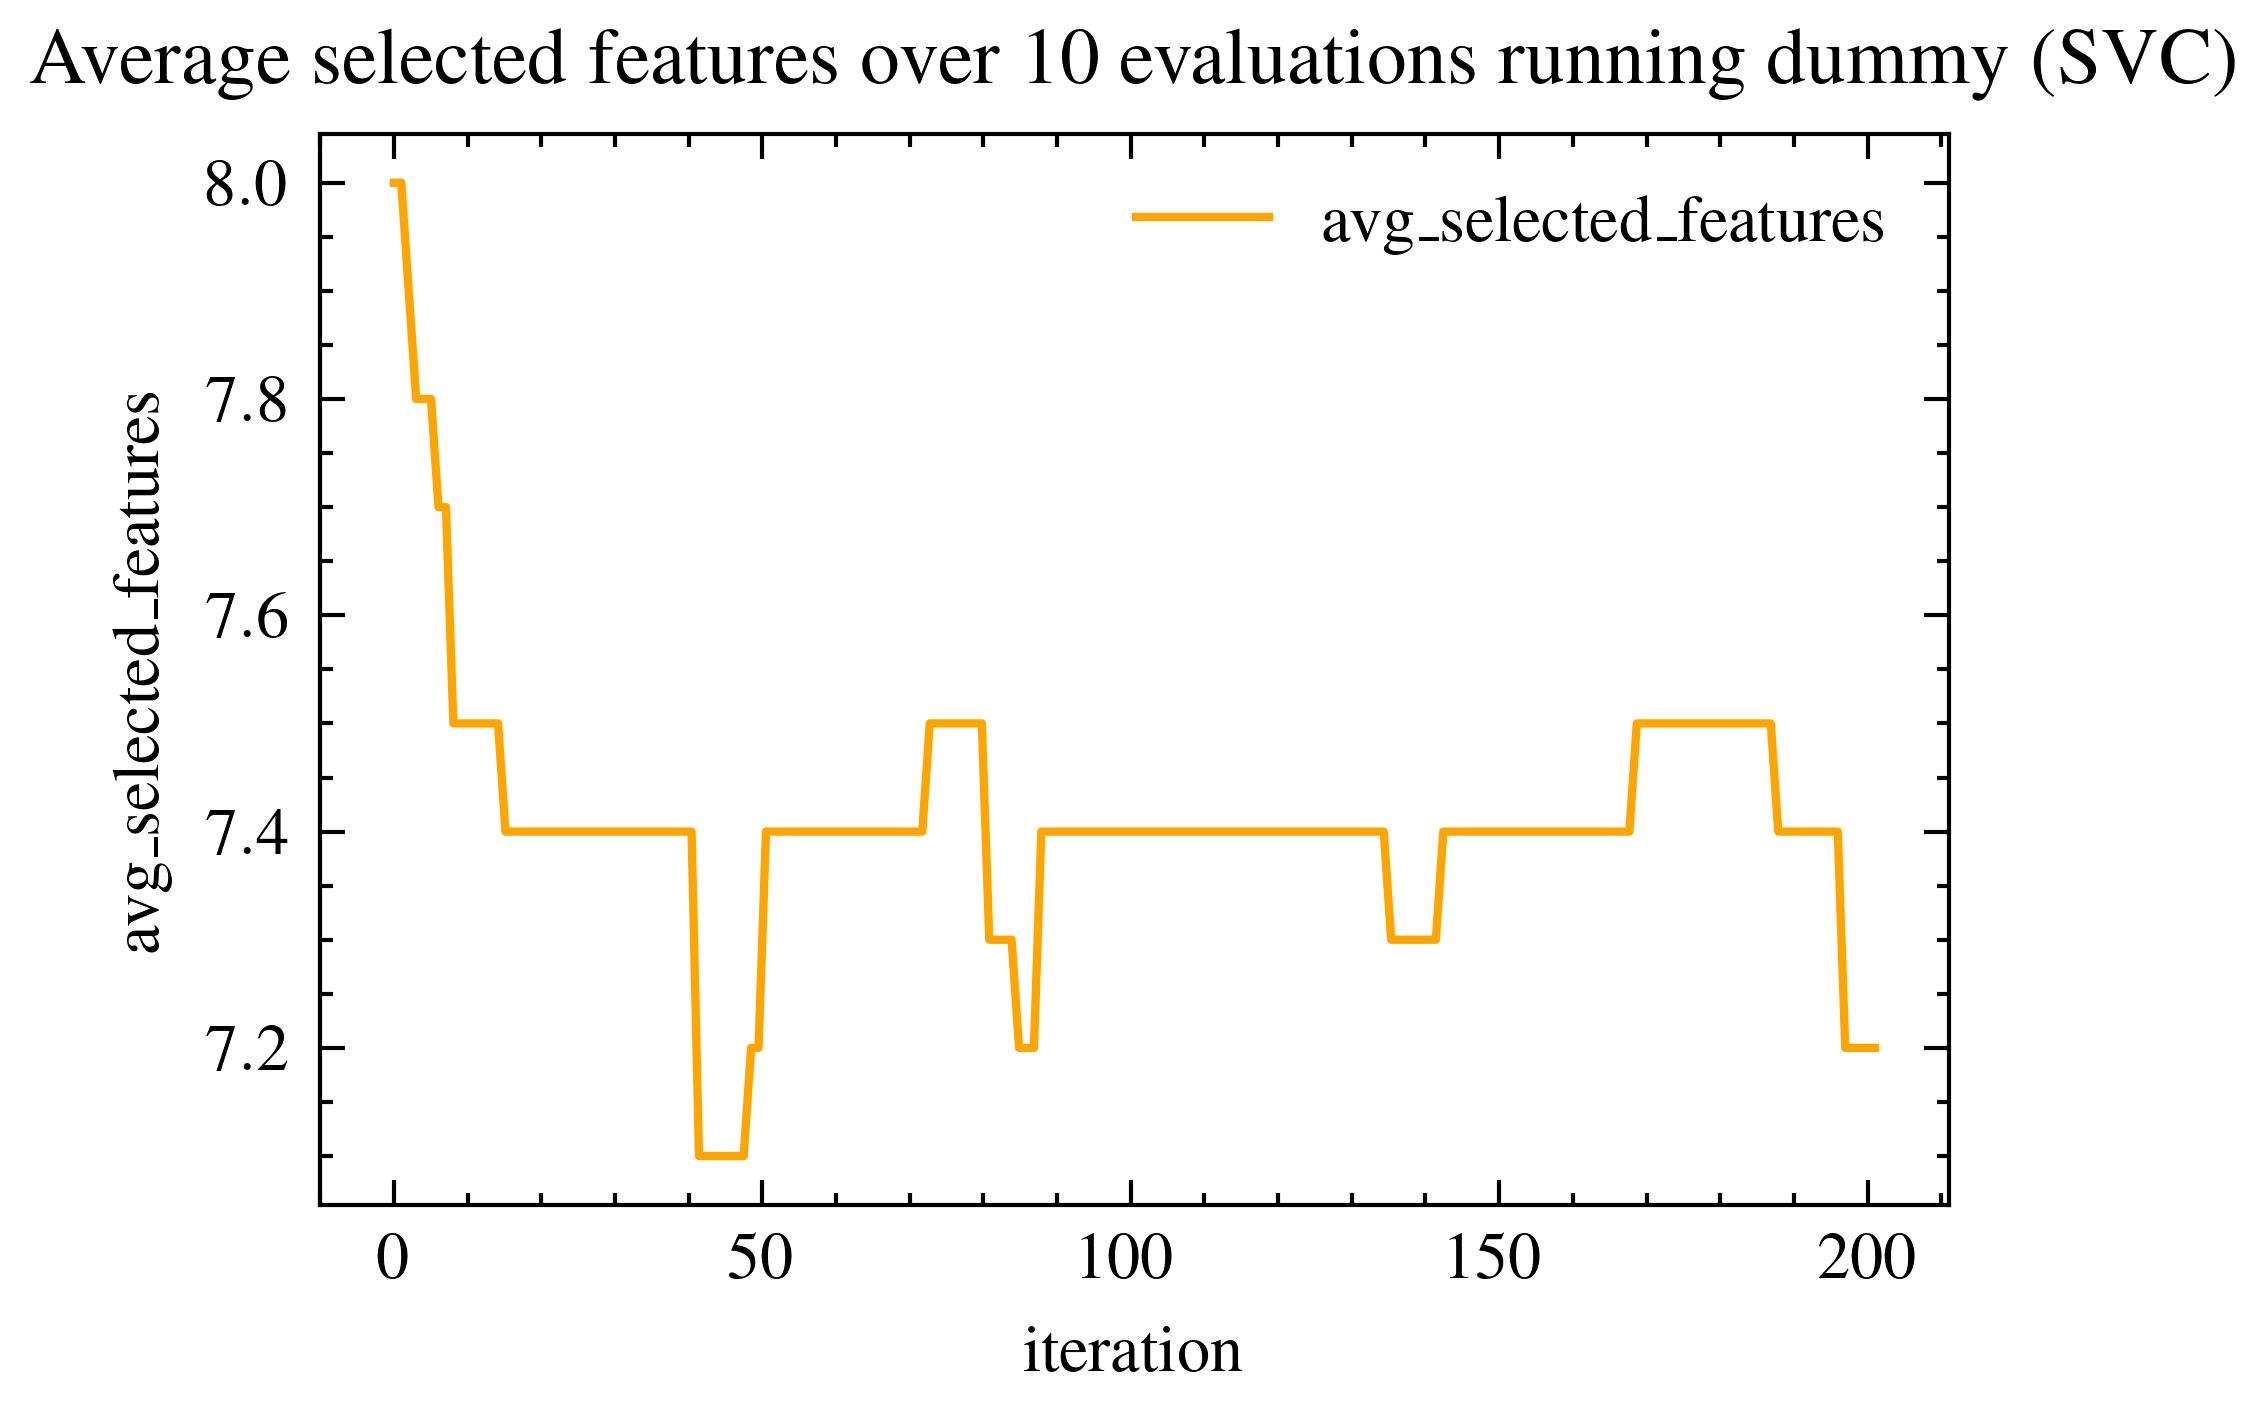 Average selected features over 10 evaluations running dummy (SVC)
avg_selected_features
8.0
7.8
7.6
7.4
7.2
avg_selected_features
0 50 100 150 200
iteration